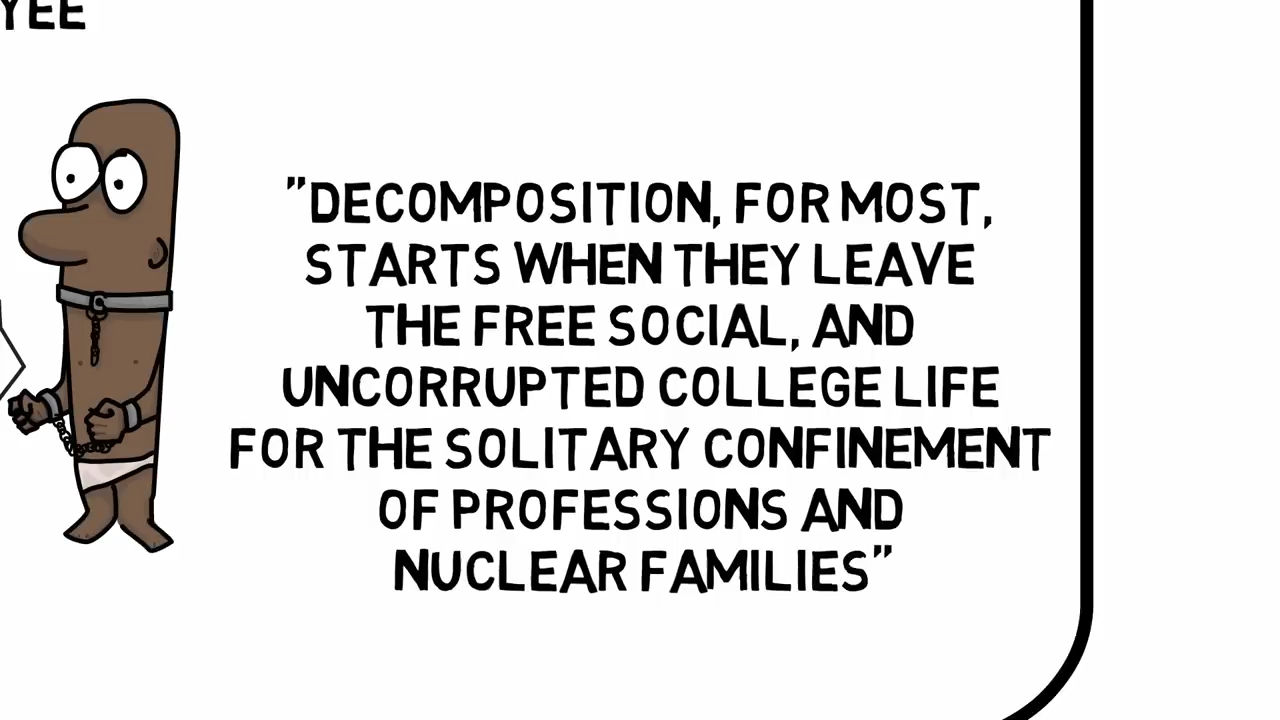 YEE
"DECOMPOSITION, FOR MOST,
STARTS WHEN THEY LEAVE
THE FREE SOCIAL, AND
UNCORRUPTED COLLEGE LIFE
FOR THE SOLITARY CONFINEMENT
OF PROFESSIONS AND
NUCLEAR FAMILIES"